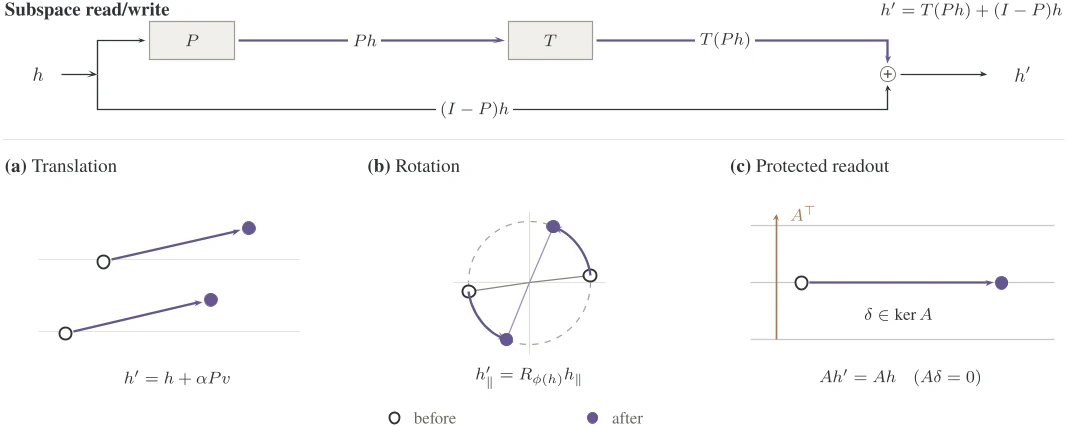 Subspace read/write
h′ = T(Ph) + (I − P)h
P
Ph
T
T(Ph)
h
+
h′
(I − P)h
(a) Translation
(b) Rotation
(c) Protected readout
A⊤
δ ∈ ker A
h′ = h + αPv
h′∥ = Rϕ(h)h∥
Ah′ = Ah (Aδ = 0)
before
after